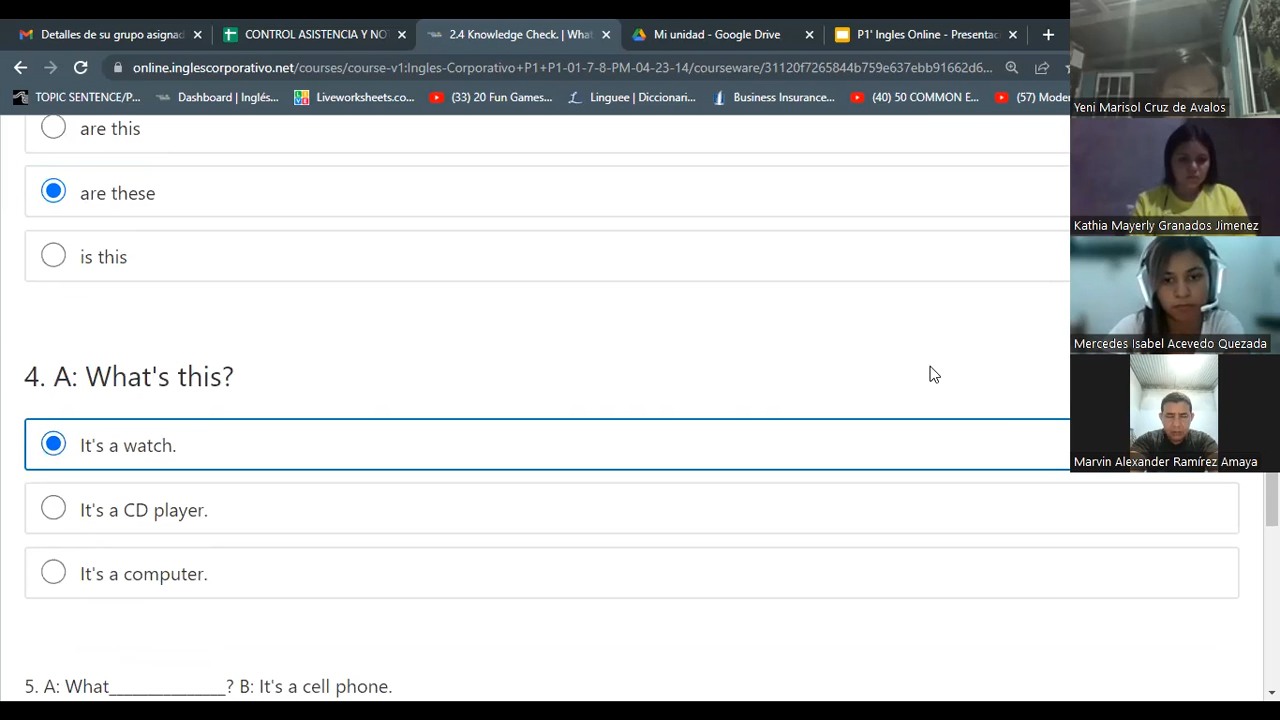 Detalles de su grupo asignad
CONTROL ASISTENCIA Y NO
2.4 Knowledge Check. | What
Mi unidad - Google Drive
P1' Ingles Online - Presentac
online.inglescorporativo.net/courses/course-v1:Ingles-Corporativo+P1+P1-01-7-8-PM-04-23-14/courseware/31120f7265844b759e637ebb91662d6...
TOPIC SENTENCE/P...
Dashboard | Inglés...
Liveworksheets.co...
(33) 20 Fun Games...
Linguee | Diccionari...
Business Insurance...
(40) 50 COMMON E...
(57) Mode
Yeni Marisol Cruz de Avalos
are this
are these
Kathia Mayerly Granados Jimenez
is this
Mercedes Isabel Acevedo Quezada
4. A: What's this?
It's a watch.
Marvin Alexander Ramírez Amaya
It's a CD player.
It's a computer.
5. A: What______________? B: It's a cell phone.